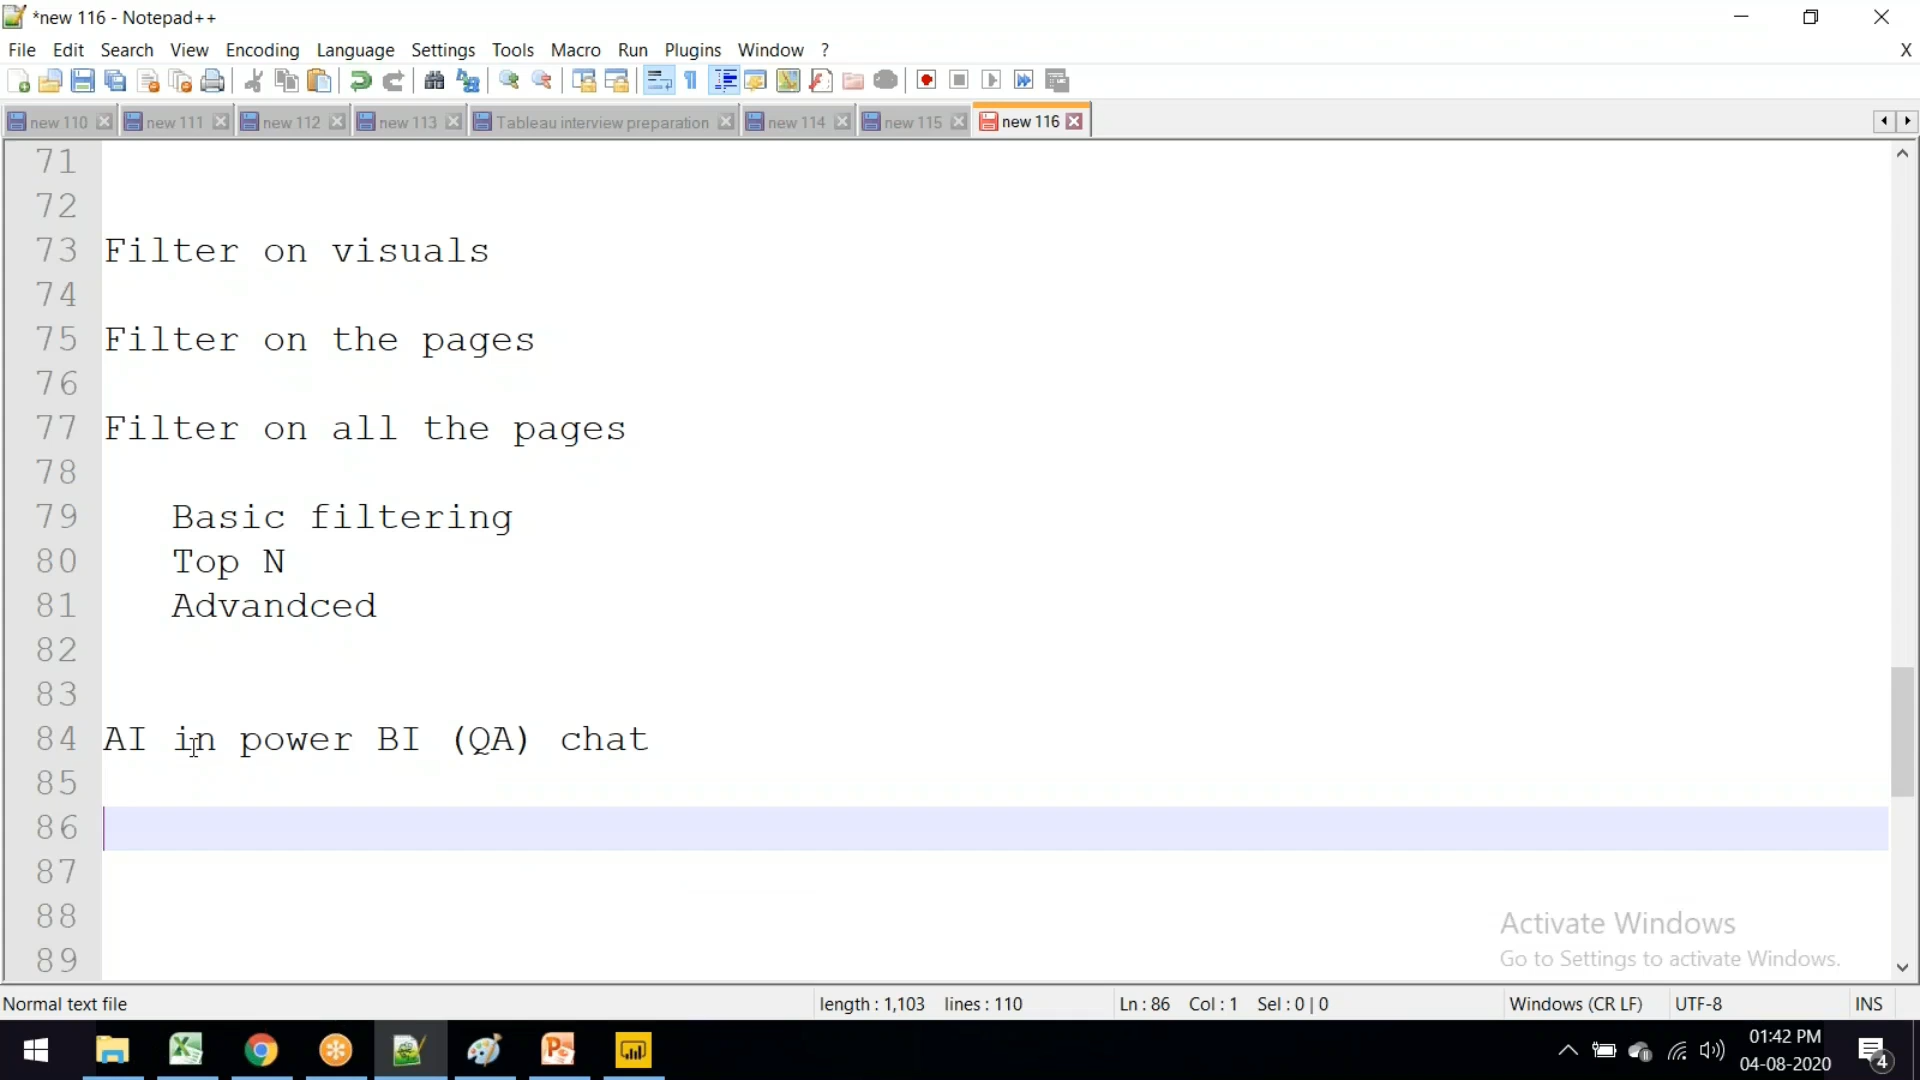 *new 116 - Notepad++
File Edit Search View Encoding Language Settings Tools Macro Run Plugins Window ? X
new 110 new 111 new 112 new 113 Tableau interview preparation new 114 new 115 new 116
71
72
73 Filter on visuals
74
75 Filter on the pages
76
77 Filter on all the pages
78
79 Basic filtering
80 Top N
81 Advandced
82
83
84 AI in power BI (QA) chat
85
86
87
88
89
Activate Windows
Go to Settings to activate Windows.
Normal text file length : 1,103 lines : 110 Ln : 86 Col : 1 Sel : 0 | 0 Windows (CR LF) UTF-8 INS
01:42 PM
04-08-2020
4